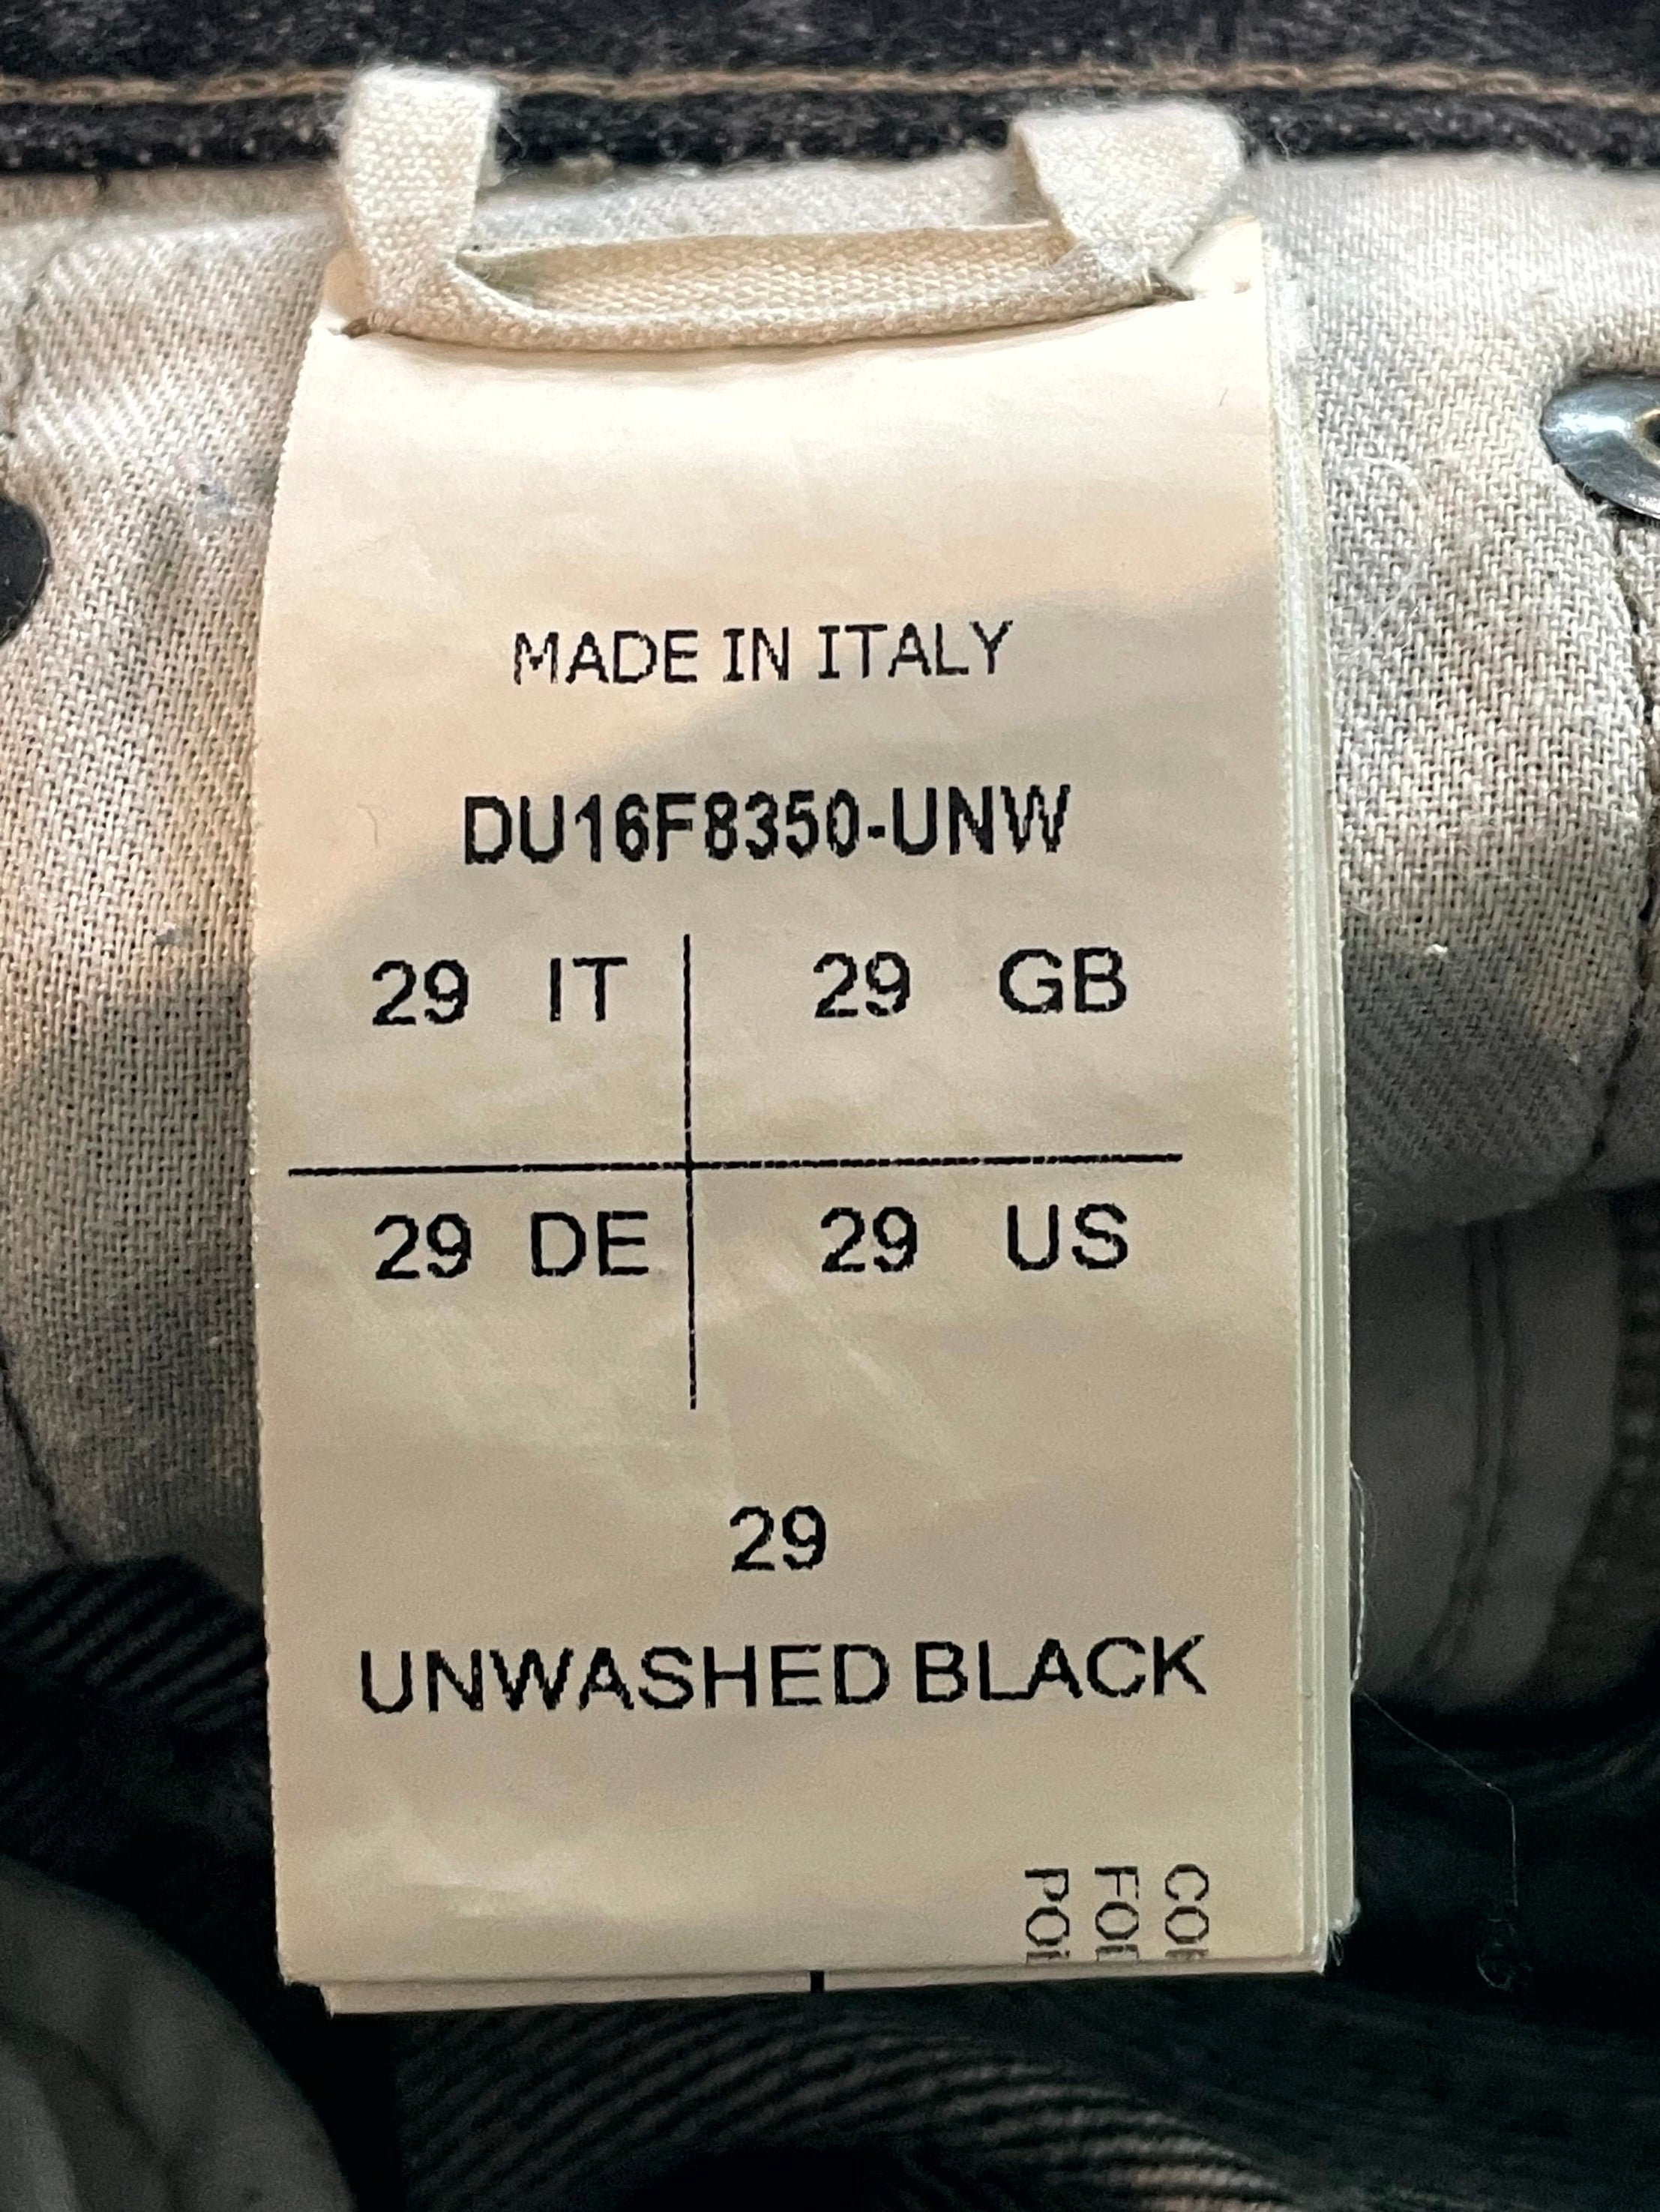 MADE IN ITALY
DU16F8350-UNW
29 IT 29 GB
29 DE 29 US
29
UNWASHED BLACK